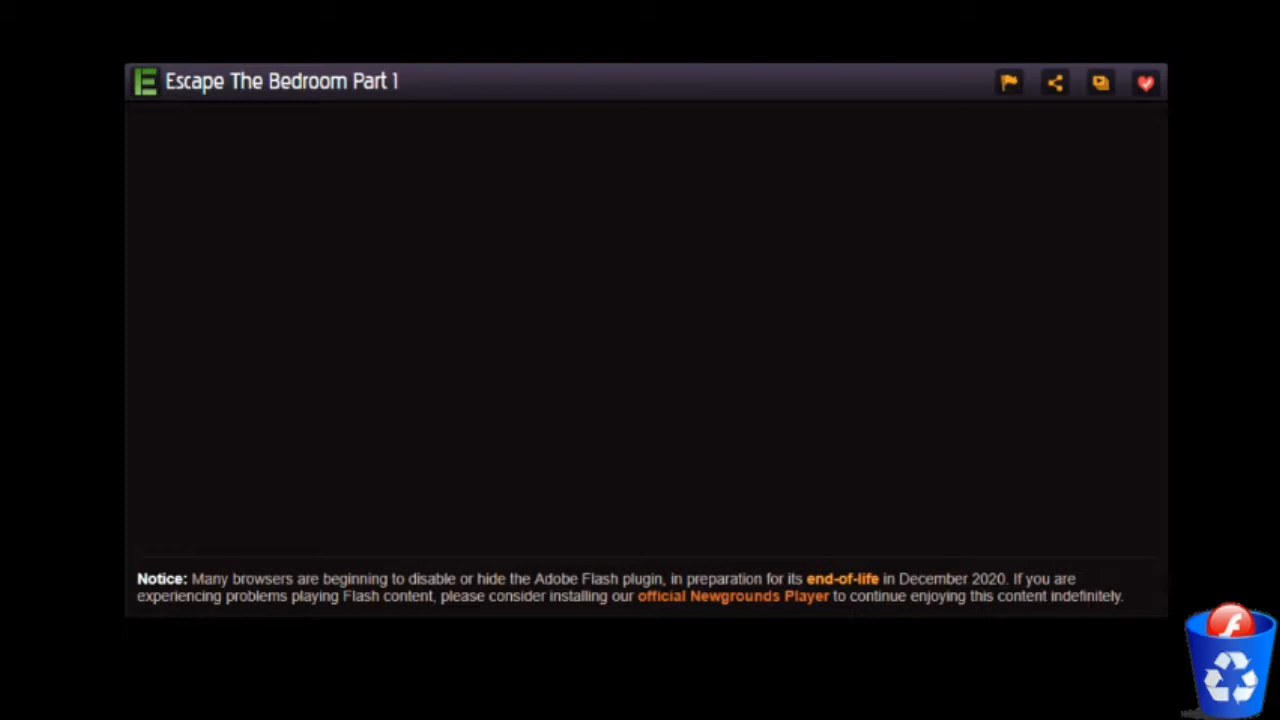 Escape The Bedroom Part 1
Notice: Many browsers are beginning to disable or hide the Adobe Flash plugin, in preparation for its end-of-life in December 2020. If you are
experiencing problems playing Flash content, please consider installing our official Newgrounds Player to continue enjoying this content indefinitely.